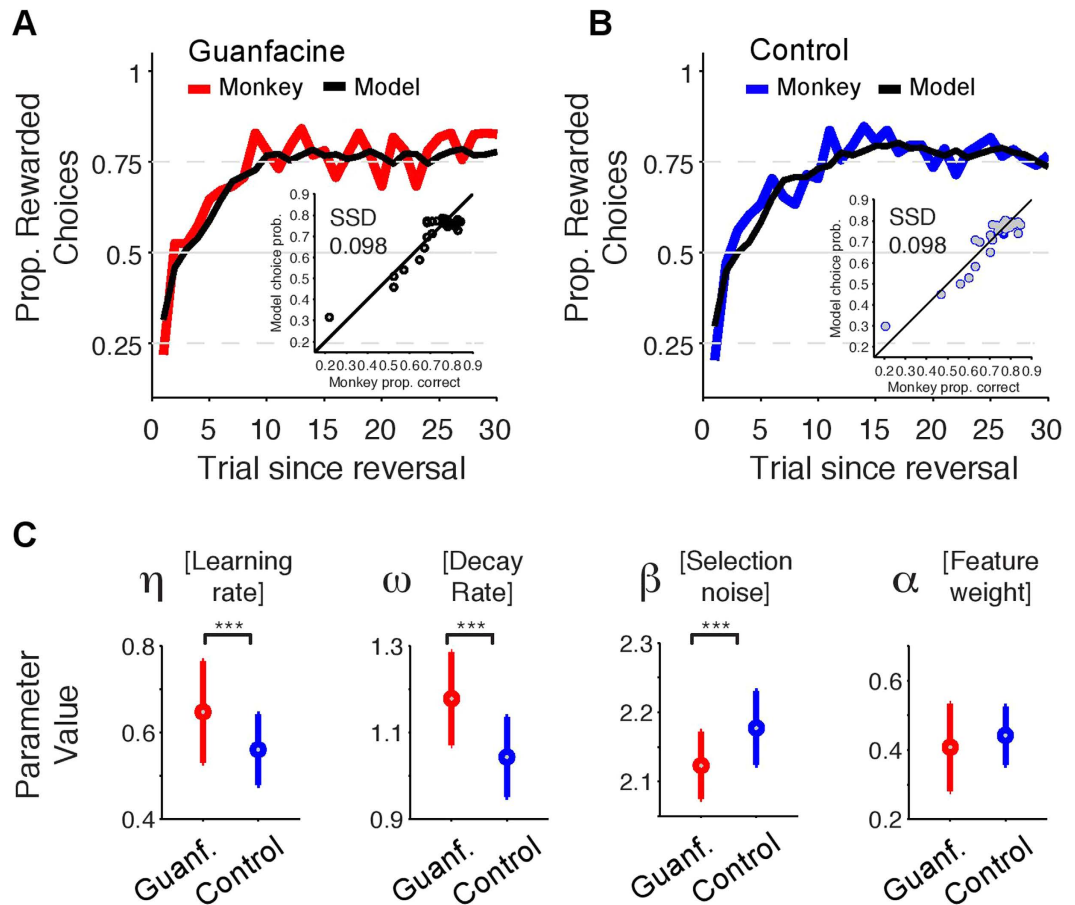 A
Guanfacine
Monkey Model
Prop. Rewarded
Choices
1
0.75
0.5
0.25
SSD
0.098
Model choice prob.
0.9
0.8
0.7
0.6
0.5
0.4
0.3
0.2
0.2 0.3 0.4 0.5 0.6 0.7 0.8 0.9
Monkey prop. correct
0 5 10 15 20 25 30
Trial since reversal
B
Control
Monkey Model
Prop. Rewarded
Choices
1
0.75
0.5
0.25
SSD
0.098
Model choice prob.
0.9
0.8
0.7
0.6
0.5
0.4
0.3
0.2
0.2 0.3 0.4 0.5 0.6 0.7 0.8 0.9
Monkey prop. correct
0 5 10 15 20 25 30
Trial since reversal
C
Parameter
Value
η [Learning
rate]
***
0.8
0.6
0.4
Guanf. Control
ω [Decay
Rate]
***
1.3
1.1
0.9
Guanf. Control
β [Selection
noise]
***
2.3
2.2
2.1
Guanf. Control
α [Feature
weight]
0.6
0.4
0.2
Guanf. Control